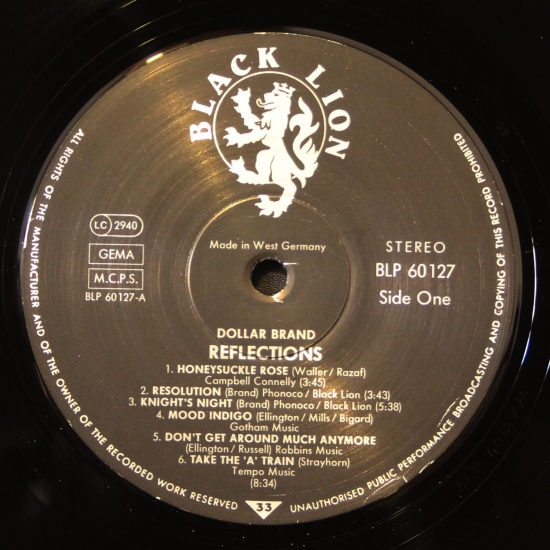 BLACK LION
ALL RIGHTS OF THE MANUFACTURER AND OF THE OWNER OF THE RECORDED WORK RESERVED
LC 2940
GEMA
M.C.P.S.
BLP 60127-A
Made in West Germany
STEREO
BLP 60127
Side One
DOLLAR BRAND
REFLECTIONS
1. HONEYSUCKLE ROSE (Waller / Razaf)
Campbell Connelly (3:45)
2. RESOLUTION (Brand) Phonoco / Black Lion (3:43)
3. KNIGHT'S NIGHT (Brand) Phonoco / Black Lion (5:38)
4. MOOD INDIGO (Ellington / Mills / Bigard)
Gotham Music
5. DON'T GET AROUND MUCH ANYMORE
(Ellington / Russell) Robbins Music
6. TAKE THE 'A' TRAIN (Strayhorn)
Tempo Music
(8:34)
33
UNAUTHORISED PUBLIC PERFORMANCE BROADCASTING AND COPYING OF THIS RECORD PROHIBITED